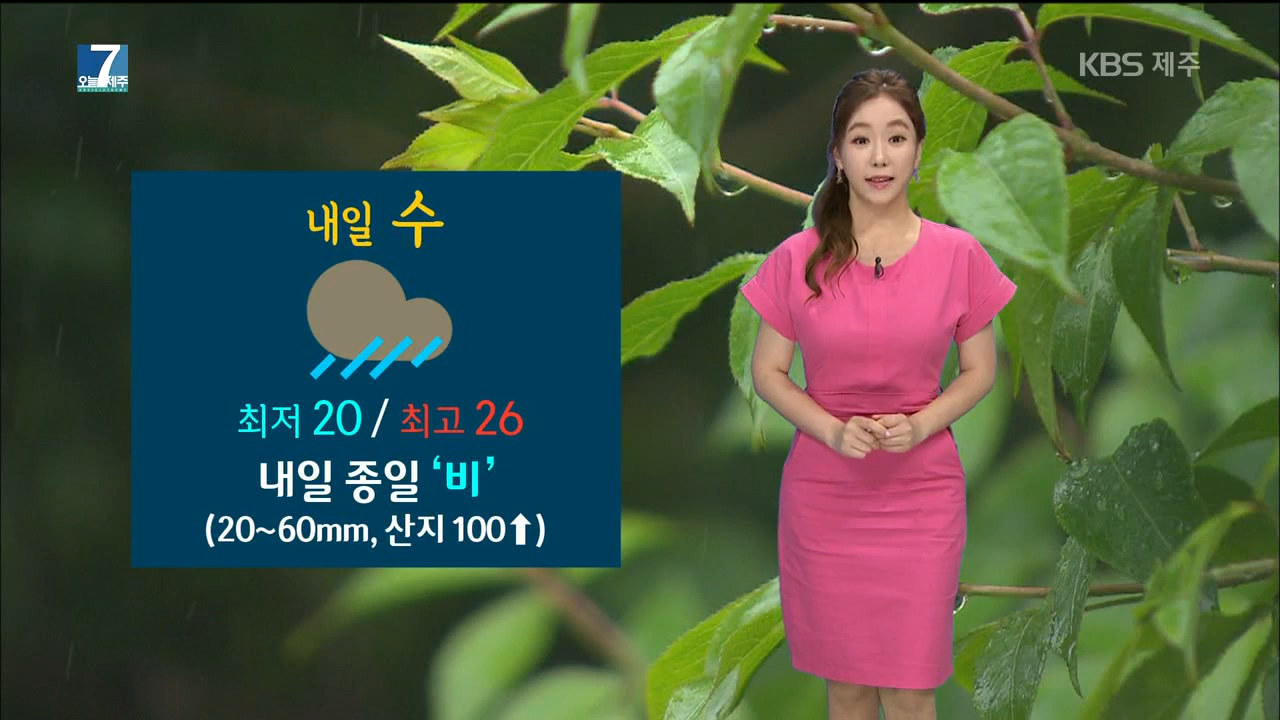 7
오늘 제주
KBS 제주
내일 수
최저 20 / 최고 26
내일 종일 ‘비’
(20~60mm, 산지 100⬆)